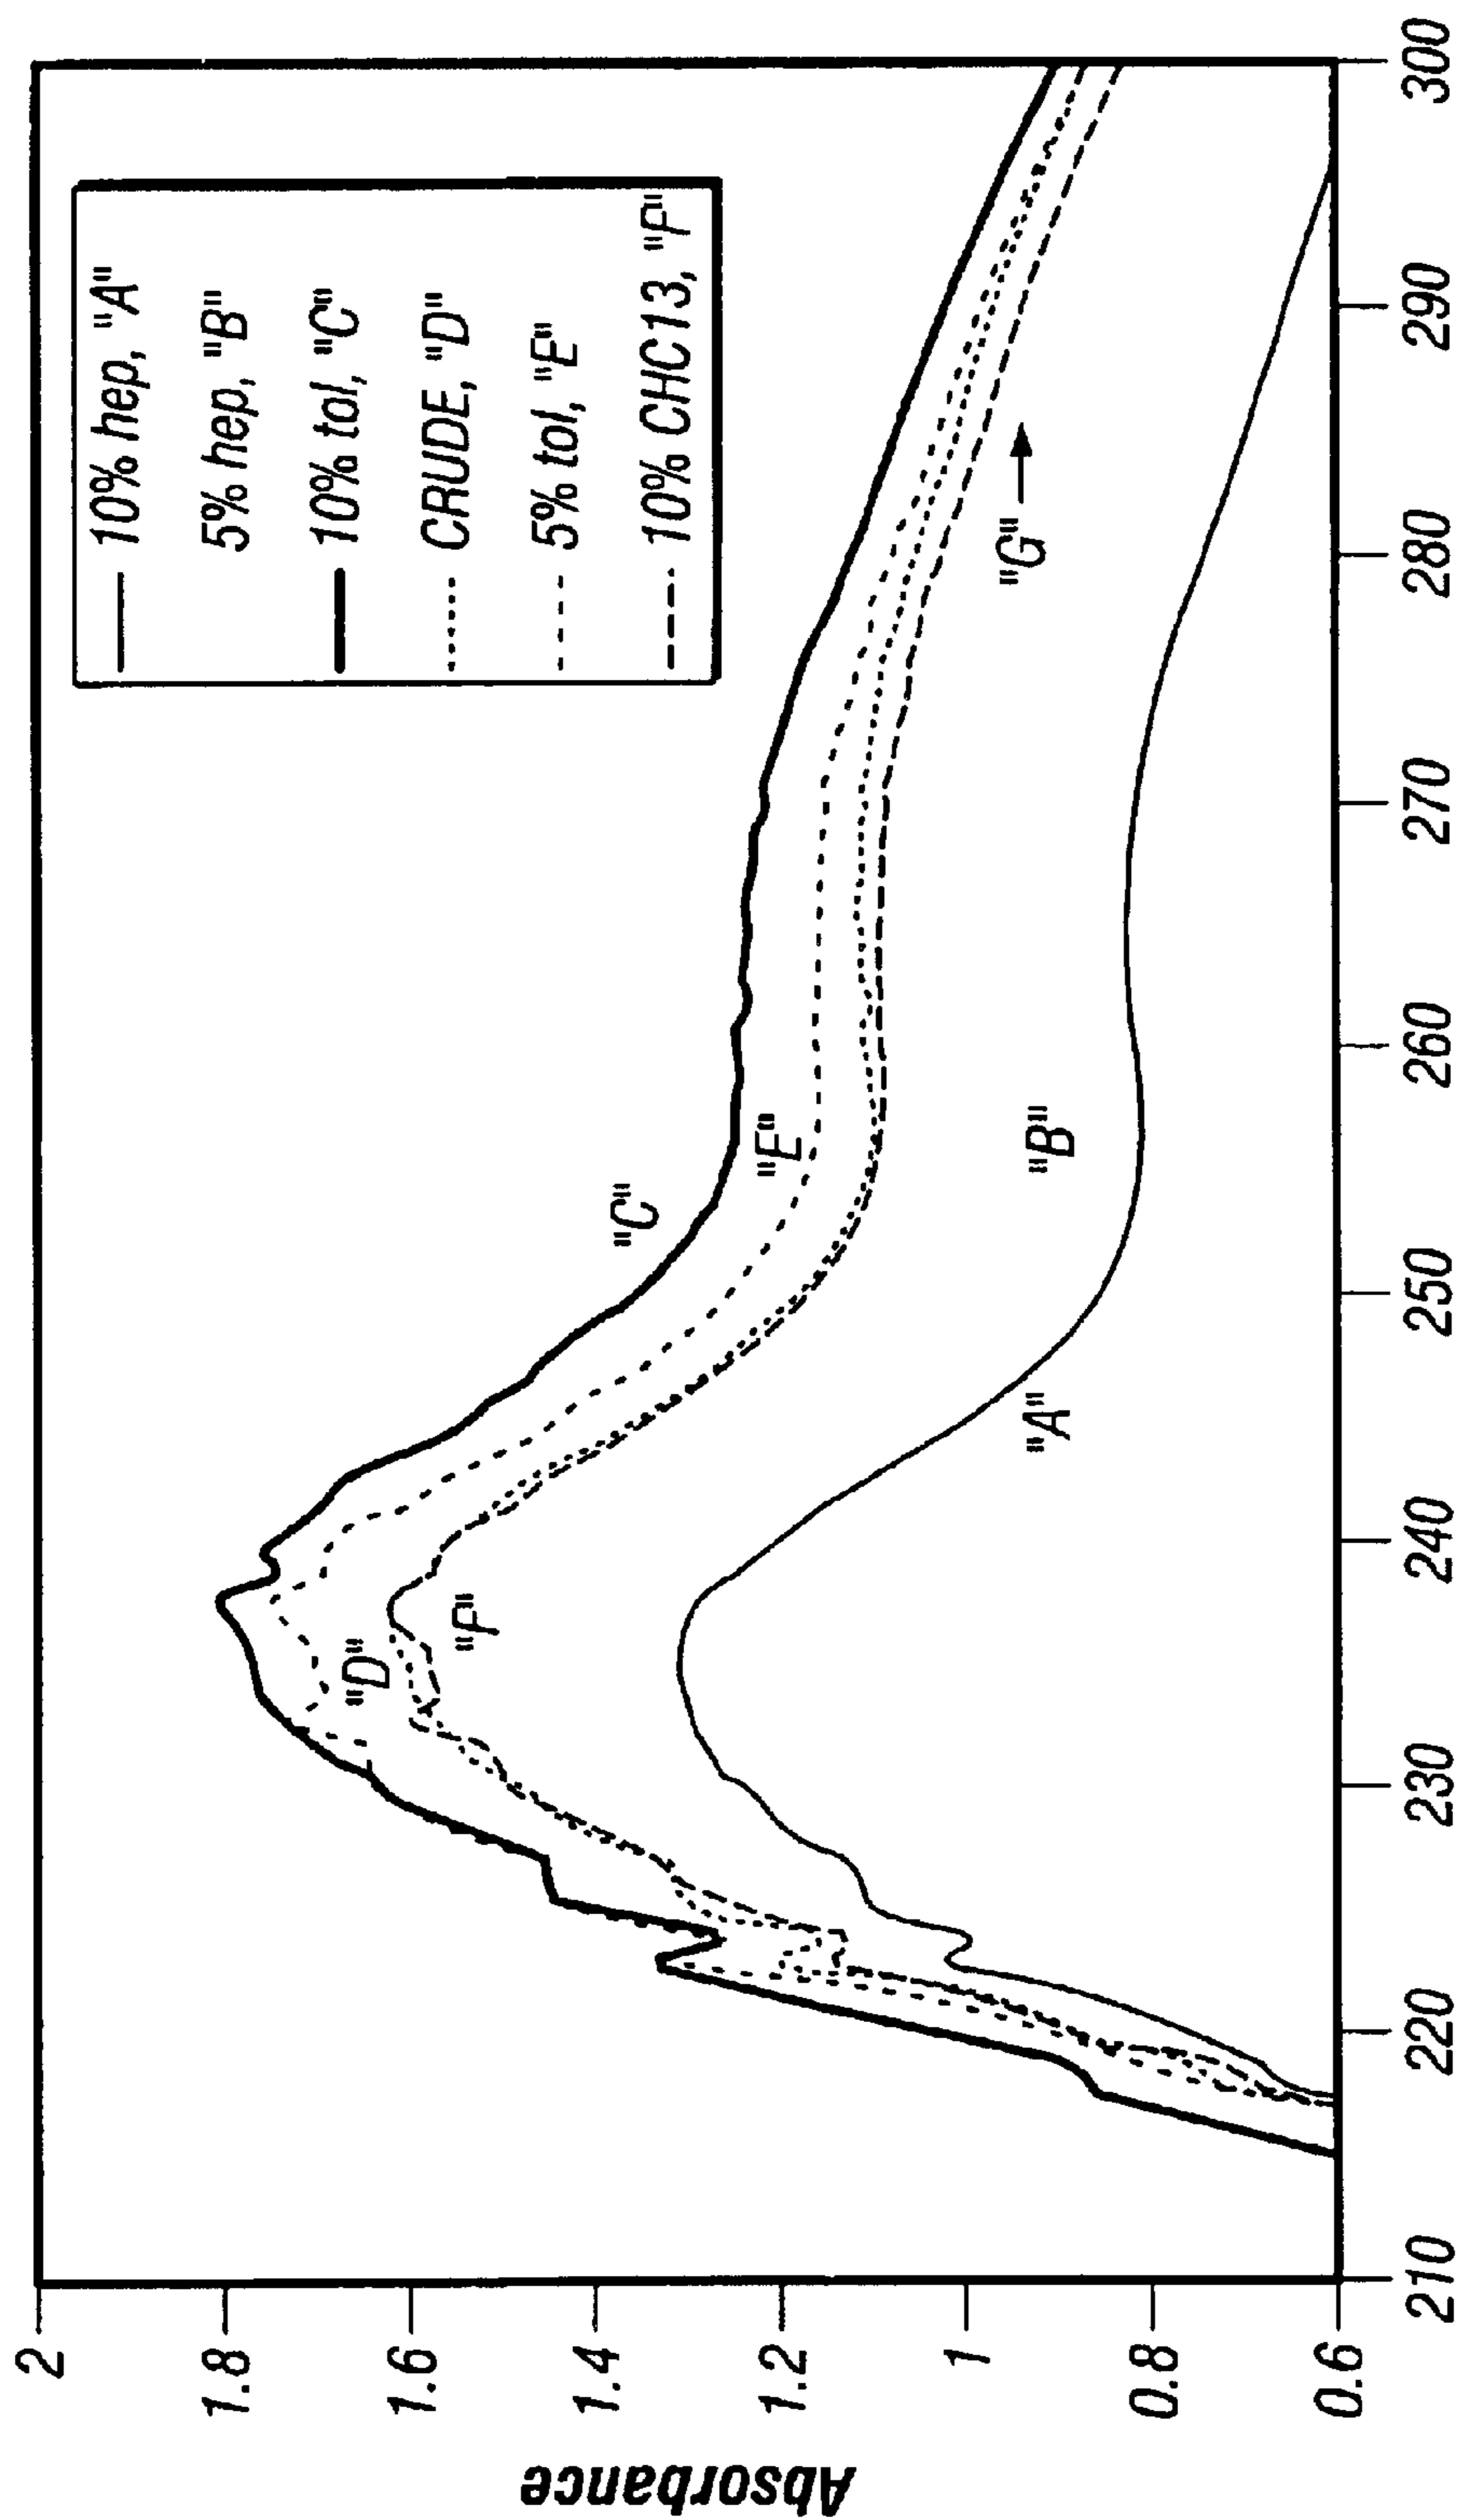 2
1.8
1.6
1.4
1.2
1
0.8
0.6
Absorbance
10% hep, "A"
5% hep, "B"
10% tol, "C"
CRUDE, "D"
5% tol, "E"
10% CHC13, "F"
"C"
"E"
"D"
"F"
"G"
"B"
"A"
210 220 230 240 250 260 270 280 290 300